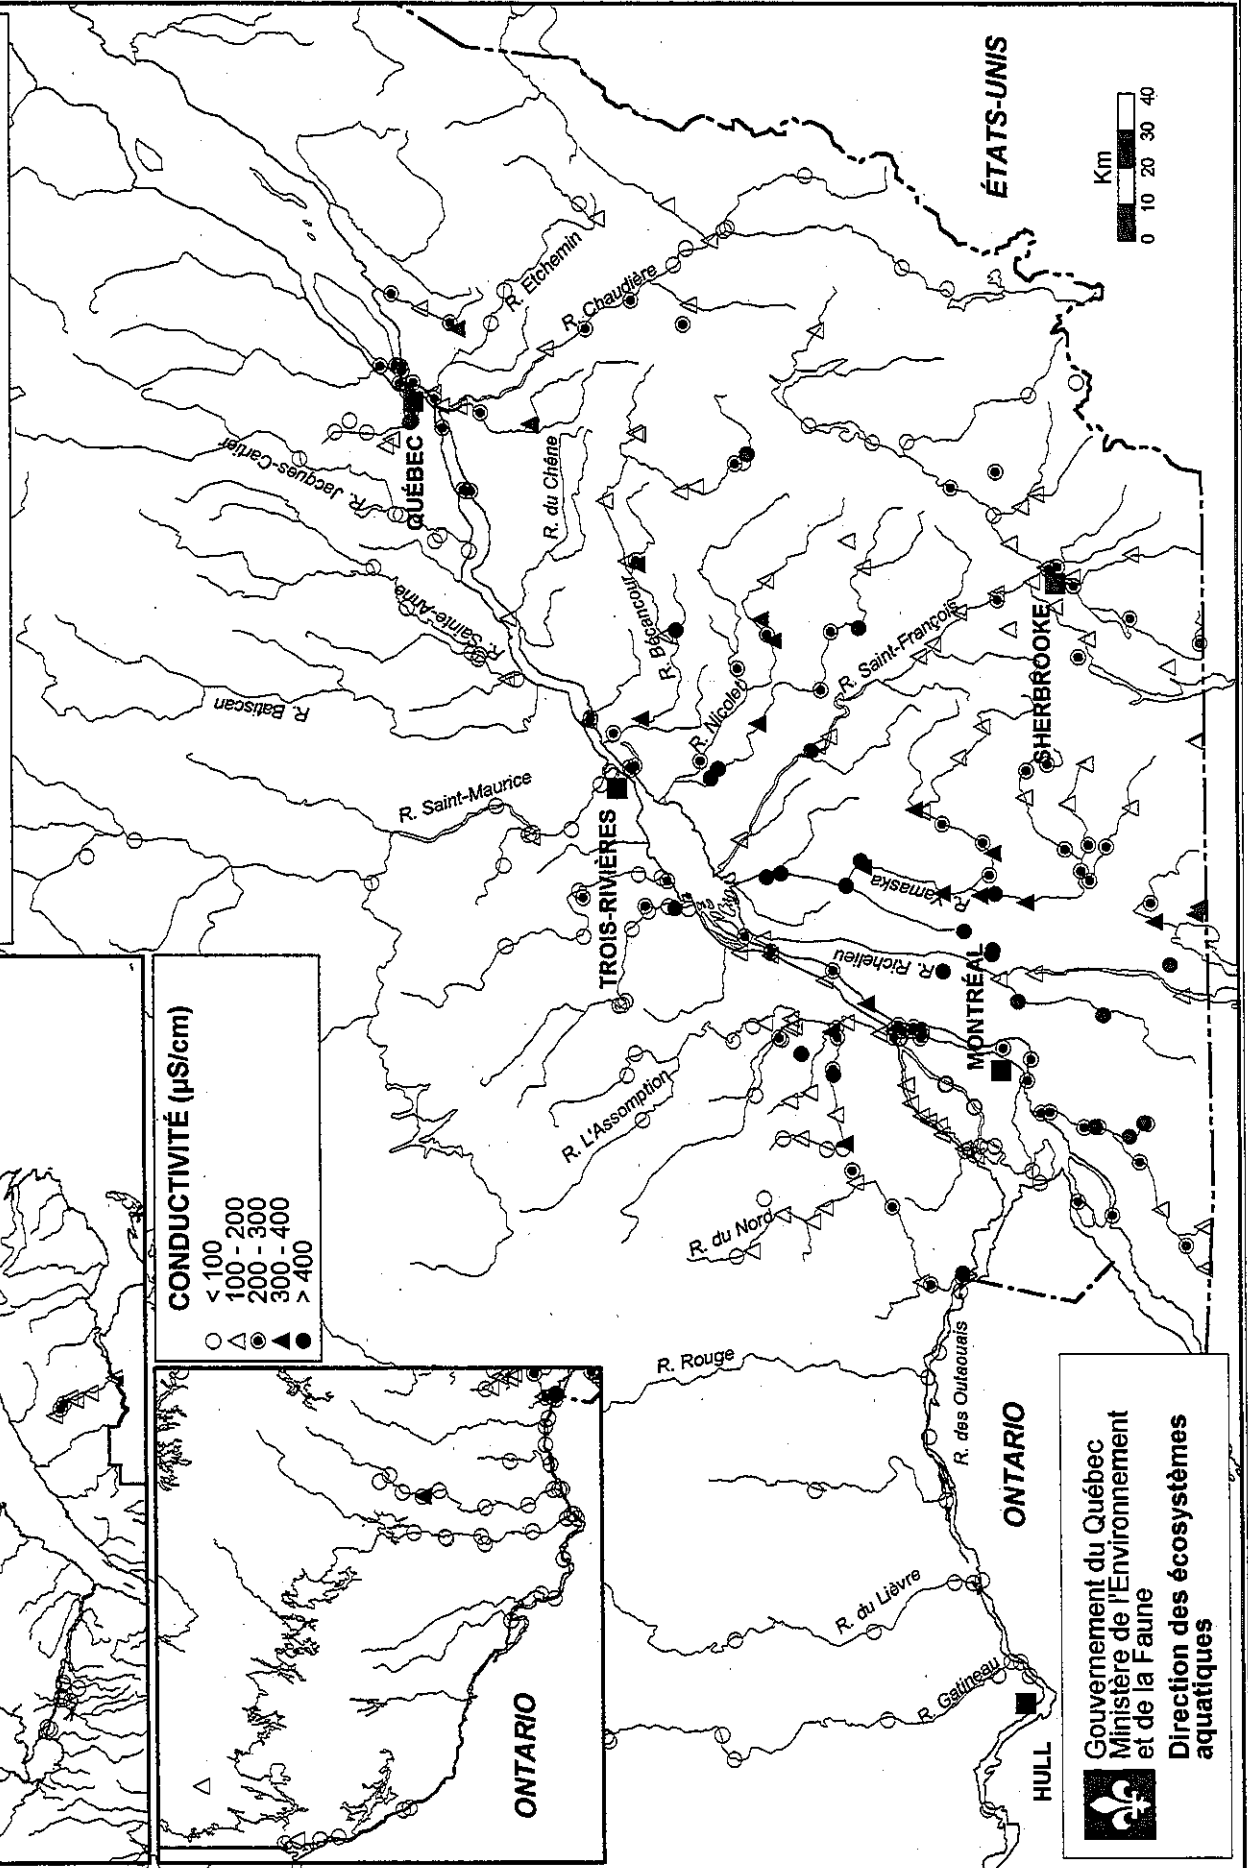 CONDUCTIVITÉ (µS/cm)
< 100
100 - 200
200 - 300
300 - 400
> 400
ONTARIO
ONTARIO
ÉTATS-UNIS
Km
0 10 20 30 40
QUÉBEC
TROIS-RIVIÈRES
MONTRÉAL
SHERBROOKE
HULL
R. Etchemin
R. Chaudière
R. Jacques-Cartier
R. du Chêne
R. Sainte-Anne
R. Batiscan
R. Bécancour
R. Saint-Maurice
R. Nicolet
R. Saint-François
R. Yamaska
R. Richelieu
R. L'Assomption
R. du Nord
R. Rouge
R. des Outaouais
R. du Lièvre
R. Gatineau
Gouvernement du Québec
Ministère de l'Environnement
et de la Faune
Direction des écosystèmes
aquatiques